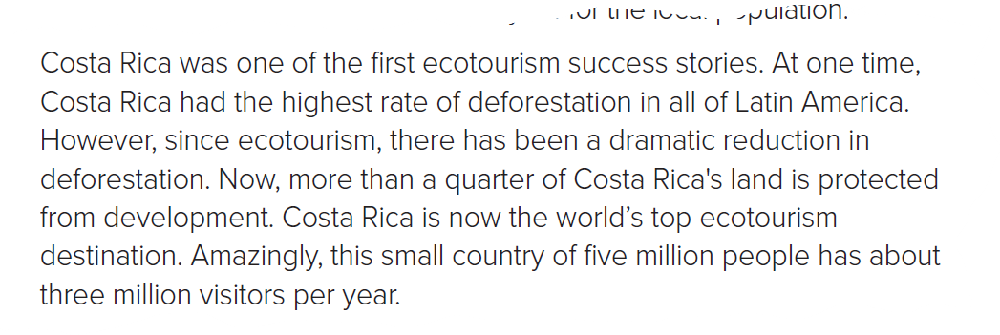 for the local population.
Costa Rica was one of the first ecotourism success stories. At one time,
Costa Rica had the highest rate of deforestation in all of Latin America.
However, since ecotourism, there has been a dramatic reduction in
deforestation. Now, more than a quarter of Costa Rica's land is protected
from development. Costa Rica is now the world’s top ecotourism
destination. Amazingly, this small country of five million people has about
three million visitors per year.